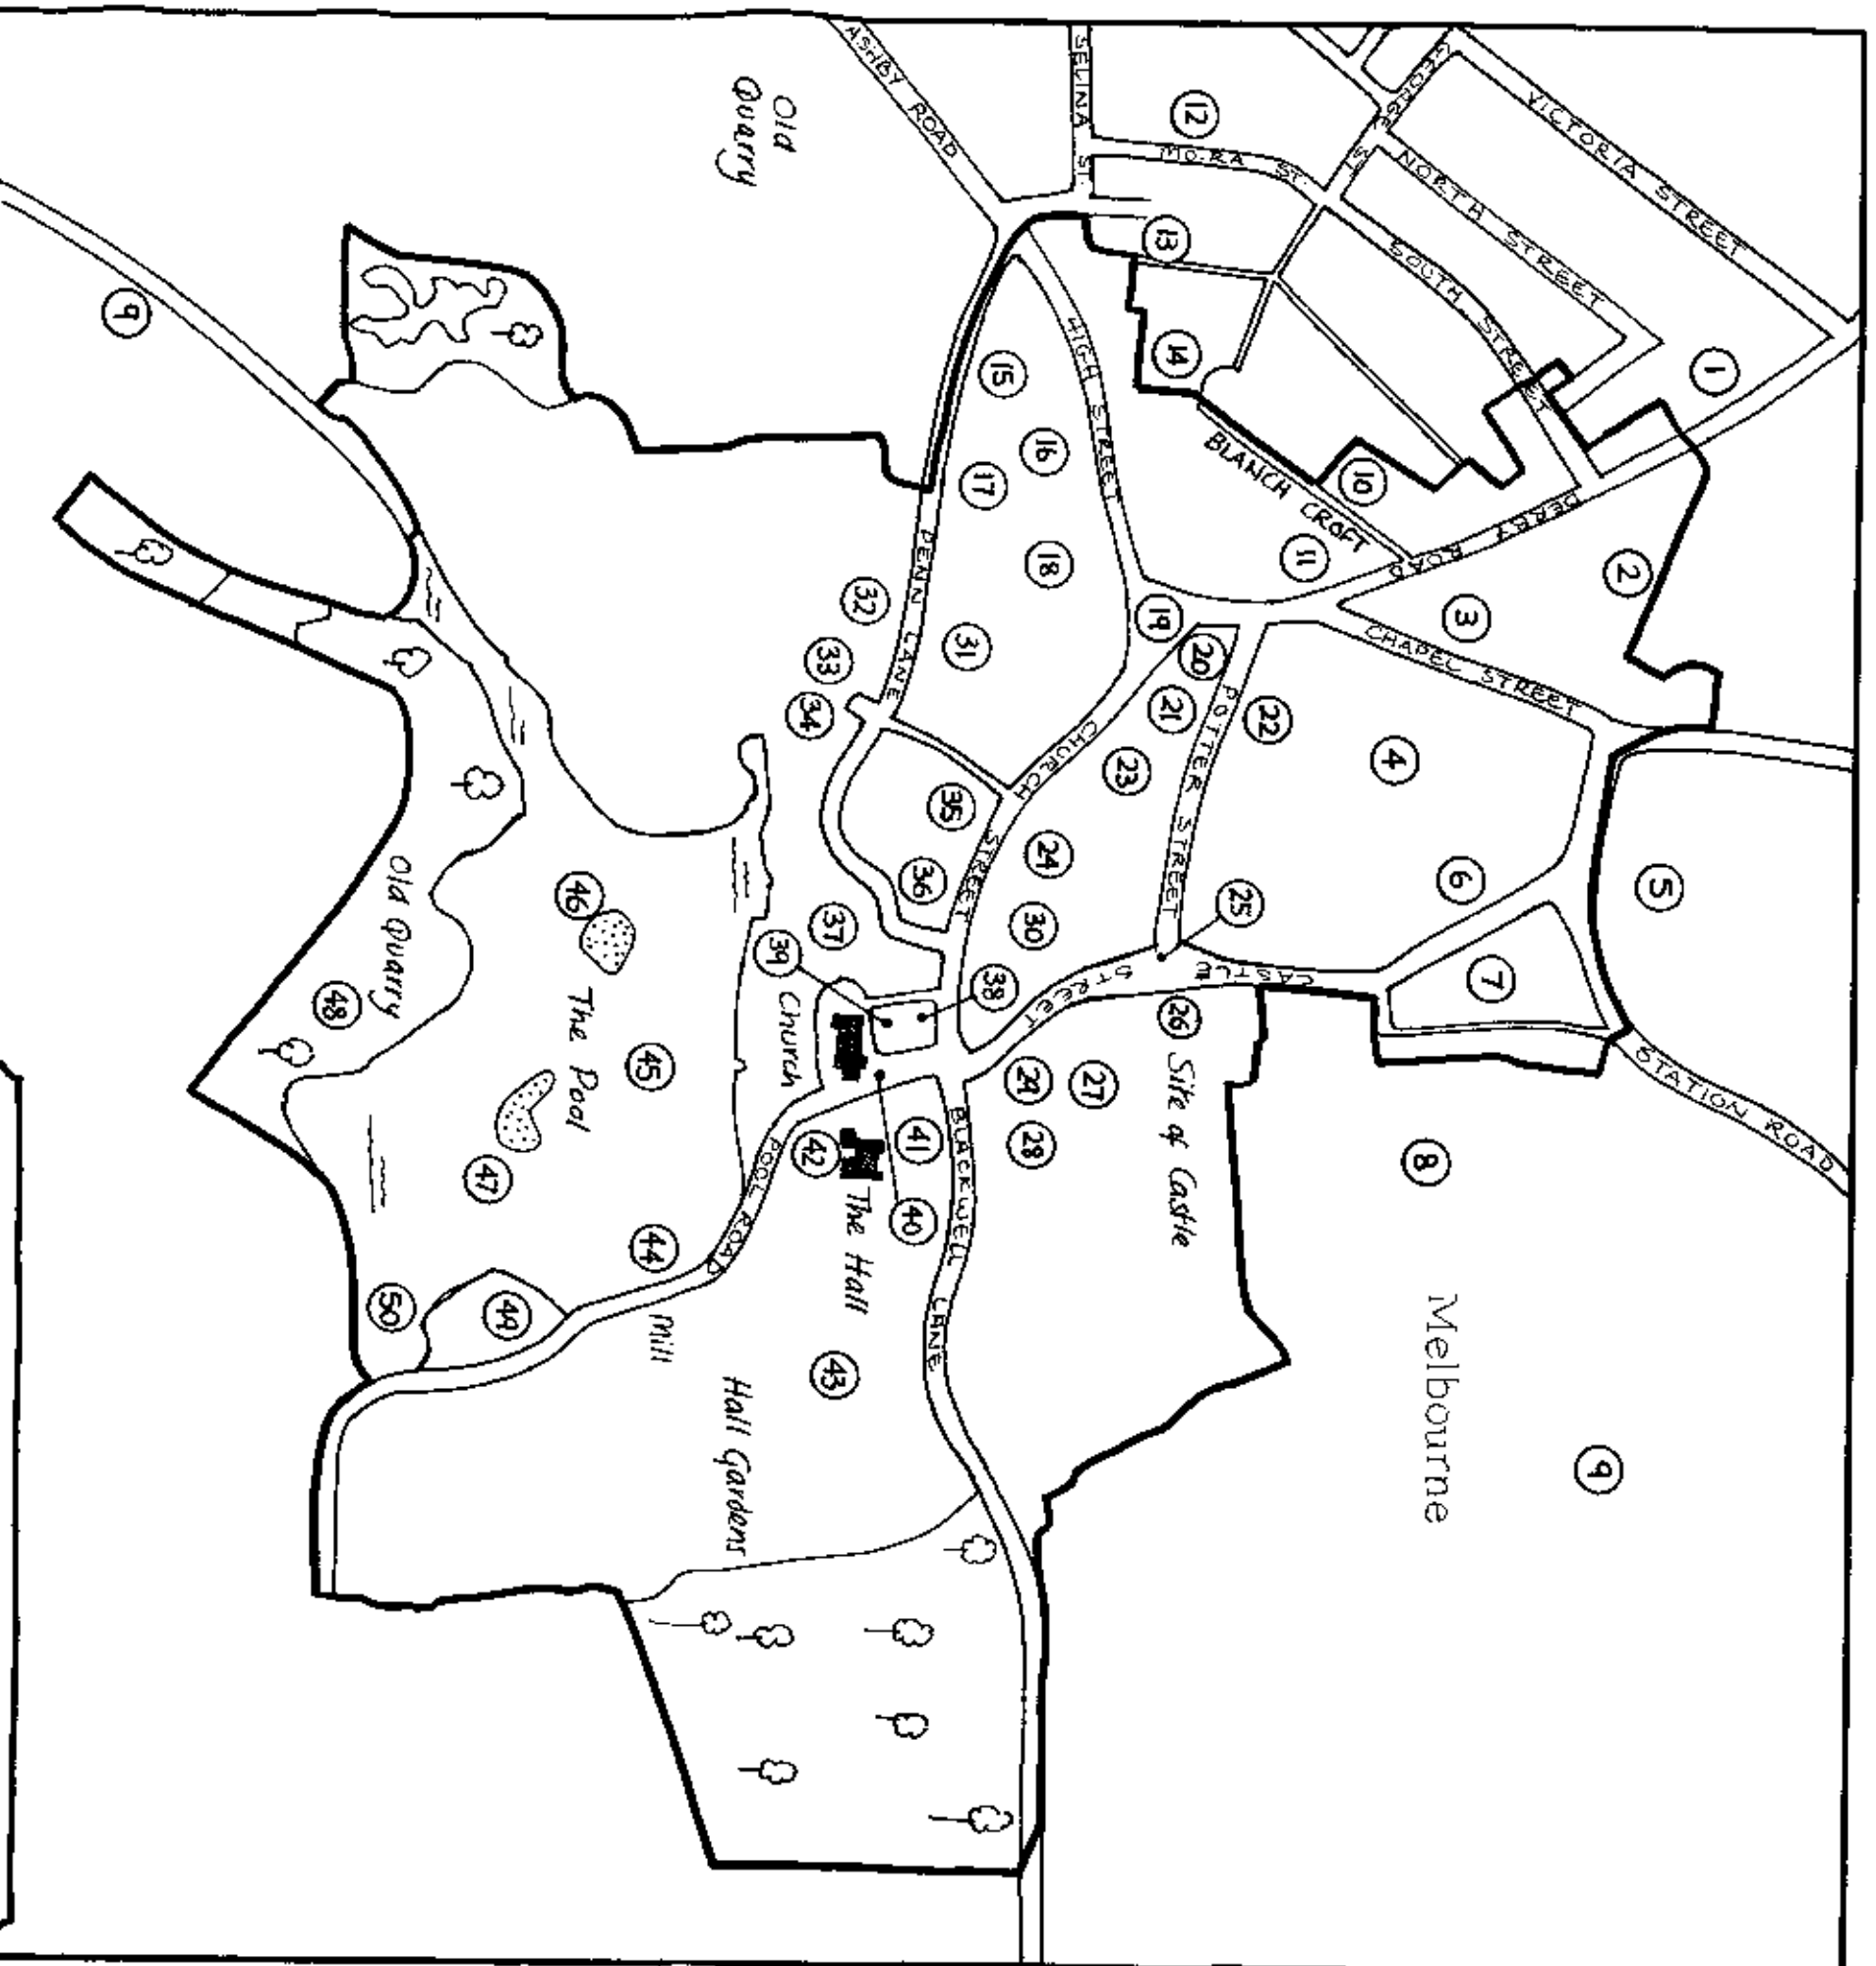 VICTORIA STREET
1
STATION ROAD
5
2
9
NORTH STREET
GEORGE ST.
SOUTH STREET
CHAPEL STREET
7
3
6
Melbourne
8
4
DERBY ROAD
10
BLANCH CROFT
11
22
25
CASTLE STREET
12
MOIRA ST.
13
14
20
POTTER STREET
Site of Castle
19
21
26
23
27
SELINA ST.
HIGH STREET
16
18
CHURCH STREET
24
30
29
28
15
17
31
38
BLACKWELL LANE
35
36
41
40
ASHBY ROAD
PENN LANE
32
33
34
37
39
42
The Hall
43
Church
POOL ROAD
Hall Gardens
Old
Quarry
Mill
45
44
46
The Pool
47
49
Old Quarry
50
48
9